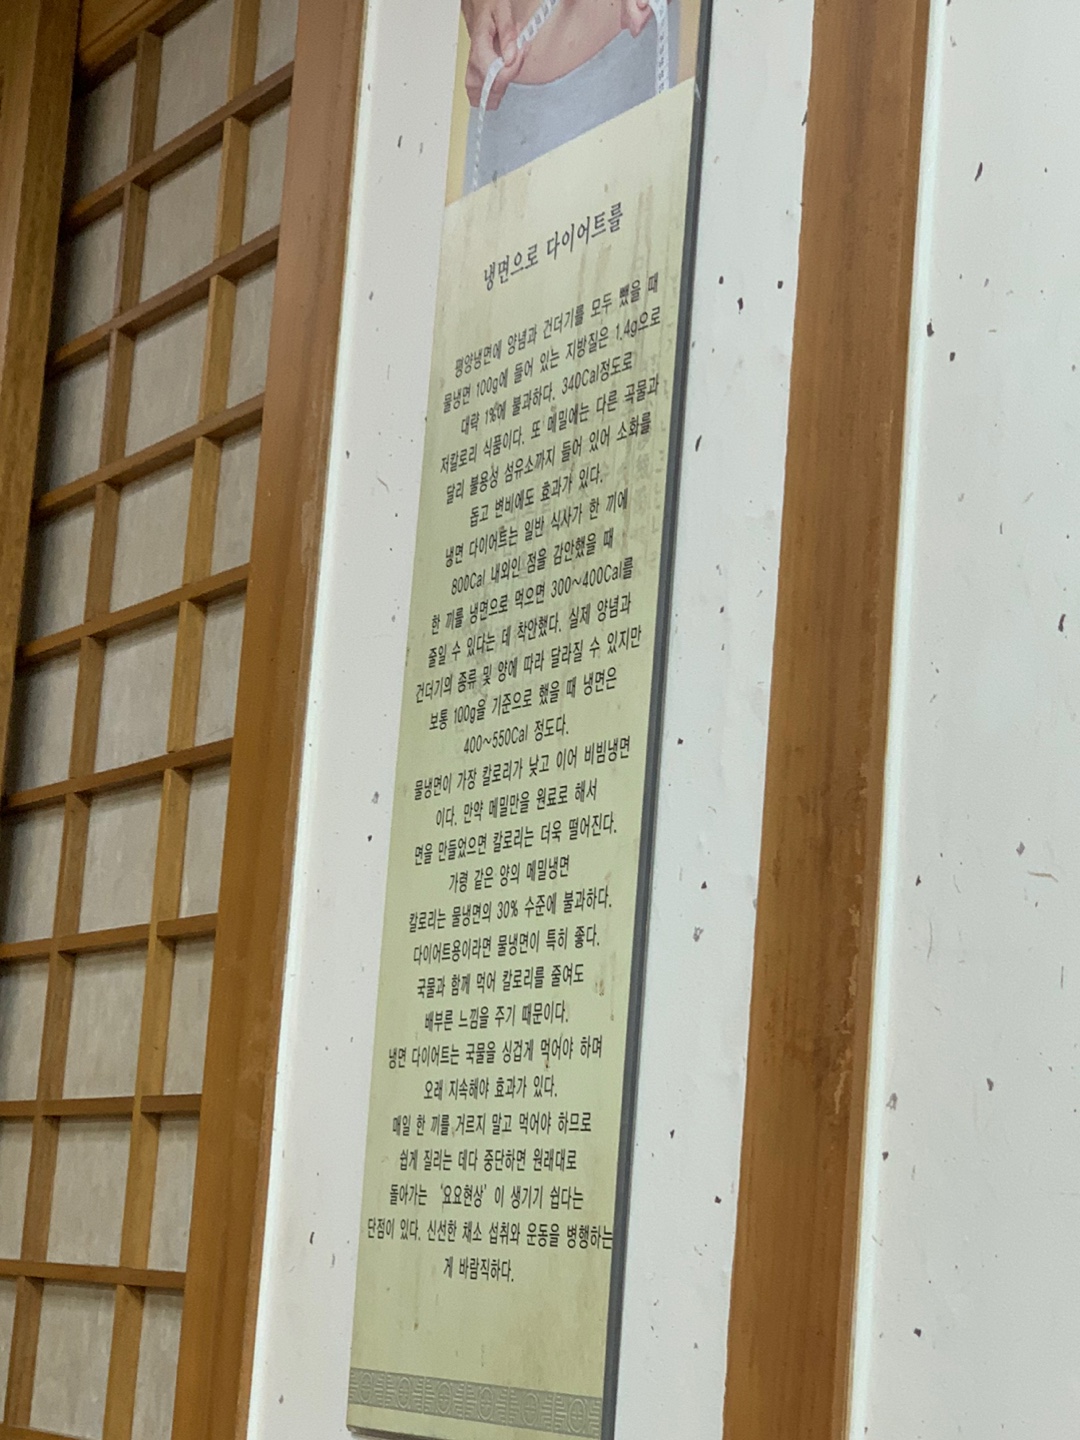 냉면으로 다이어트를
평양냉면에 양념과 건더기를 모두 뺐을 때
물냉면 100g에 들어 있는 지방질은 1.4g으로
대략 1%에 불과하다. 340Cal정도로
저칼로리 식품이다. 또 메밀에는 다른 곡물과
달리 불용성 섬유소까지 들어 있어 소화를
돕고 변비에도 효과가 있다.
냉면 다이어트는 일반 식사가 한 끼에
800Cal 내외인 점을 감안했을 때
한 끼를 냉면으로 먹으면 300~400Cal를
줄일 수 있다는 데 착안했다. 실제 양념과
건더기의 종류 및 양에 따라 달라질 수 있지만
보통 100g을 기준으로 했을 때 냉면은
400~550Cal 정도다.
물냉면이 가장 칼로리가 낮고 이어 비빔냉면
이다. 만약 메밀만을 원료로 해서
면을 만들었으면 칼로리는 더욱 떨어진다.
가령 같은 양의 메밀냉면
칼로리는 물냉면의 30% 수준에 불과하다.
다이어트용이라면 물냉면이 특히 좋다.
국물과 함께 먹어 칼로리를 줄여도
배부른 느낌을 주기 때문이다.
냉면 다이어트는 국물을 싱겁게 먹어야 하며
오래 지속해야 효과가 있다.
매일 한 끼를 거르지 말고 먹어야 하므로
쉽게 질리는 데다 중단하면 원래대로
돌아가는 '요요현상' 이 생기기 쉽다는
단점이 있다. 신선한 채소 섭취와 운동을 병행하는
게 바람직하다.